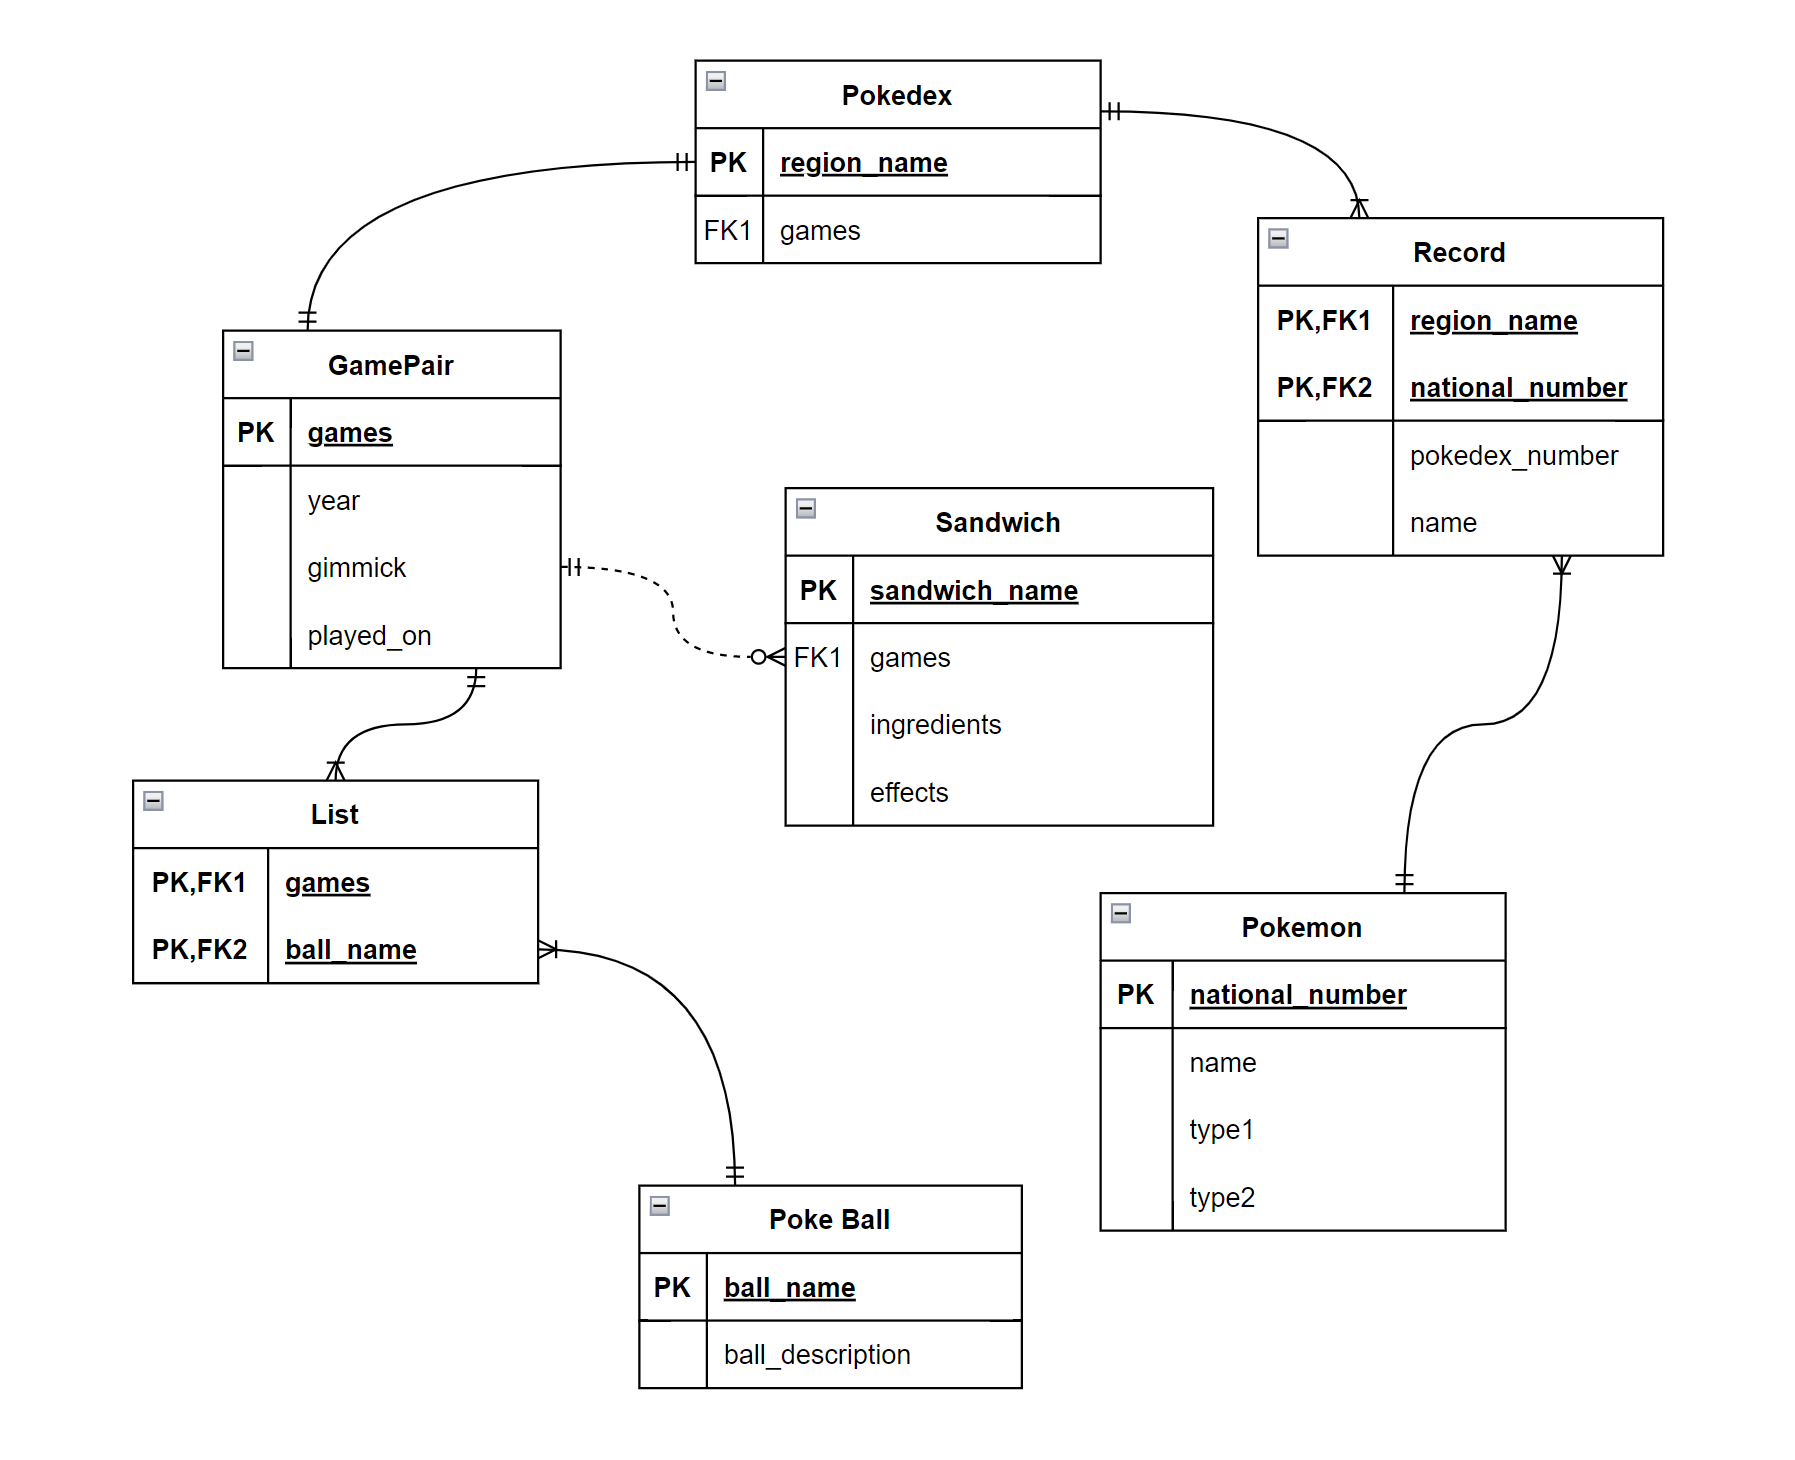 Pokedex
PK region_name
FK1 games
Record
PK,FK1 region_name
PK,FK2 national_number
pokedex_number
name
GamePair
PK games
year
gimmick
played_on
Sandwich
PK sandwich_name
FK1 games
ingredients
effects
List
PK,FK1 games
PK,FK2 ball_name
Pokemon
PK national_number
name
type1
type2
Poke Ball
PK ball_name
ball_description